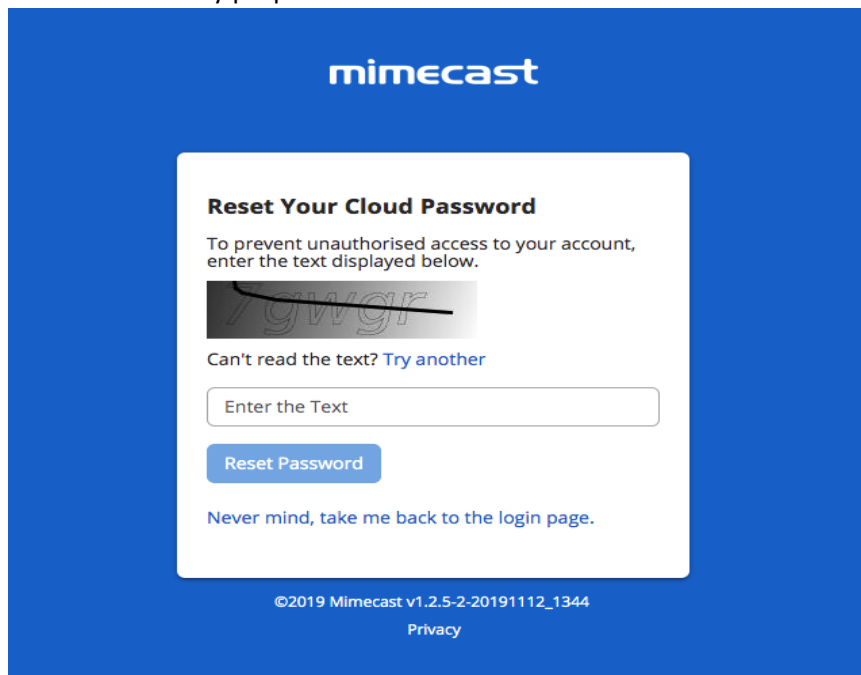 mimecast
Reset Your Cloud Password
To prevent unauthorised access to your account,
enter the text displayed below.
7gwgr
Can't read the text? Try another
Enter the Text
Reset Password
Never mind, take me back to the login page.
©2019 Mimecast v1.2.5-2-20191112_1344
Privacy